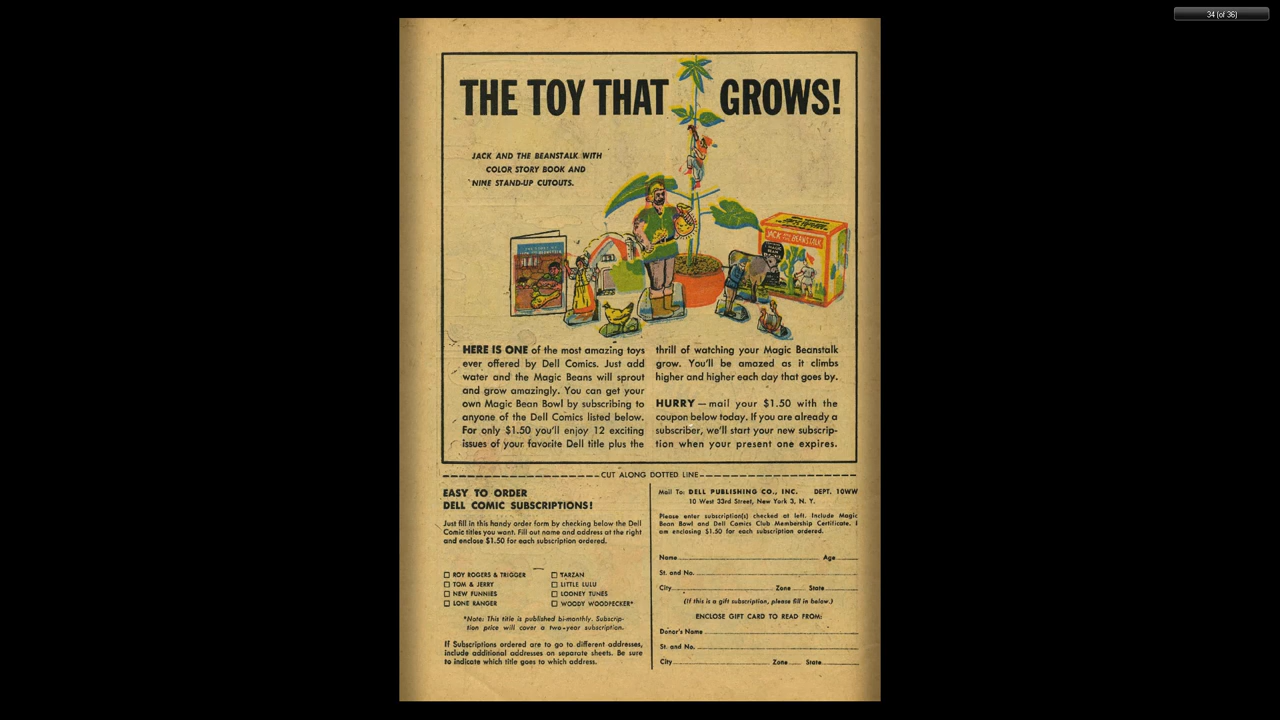 34 (of 36)
THE TOY THAT GROWS!
JACK AND THE BEANSTALK WITH
COLOR STORY BOOK AND
NINE STAND-UP CUTOUTS.
JACK AND THE BEANSTALK
HERE IS ONE of the most amazing toys
ever offered by Dell Comics. Just add
water and the Magic Beans will sprout
and grow amazingly. You can get your
own Magic Bean Bowl by subscribing to
anyone of the Dell Comics listed below.
For only $1.50 you'll enjoy 12 exciting
issues of your favorite Dell title plus the
thrill of watching your Magic Beanstalk
grow. You'll be amazed as it climbs
higher and higher each day that goes by.
HURRY — mail your $1.50 with the
coupon below today. If you are already a
subscriber, we'll start your new subscrip-
tion when your present one expires.
CUT ALONG DOTTED LINE
EASY TO ORDER
DELL COMIC SUBSCRIPTIONS!
Just fill in this handy order form by checking below the Dell
Comic titles you want. Fill out name and address at the right
and enclose $1.50 for each subscription ordered.
ROY ROGERS & TRIGGER
TOM & JERRY
NEW FUNNIES
LONE RANGER
TARZAN
LITTLE LULU
LOONEY TUNES
WOODY WOODPECKER*
*Note: This title is published bi-monthly. Subscrip-
tion price will cover a two-year subscription.
If Subscriptions ordered are to go to different addresses,
include additional addresses on separate sheets. Be sure
to indicate which title goes to which address.
Mail To: DELL PUBLISHING CO., INC. DEPT. 10WW
10 West 33rd Street, New York 3, N. Y.
Please enter subscription(s) checked at left. Include Magic
Bean Bowl and Dell Comics Club Membership Certificate. I
am enclosing $1.50 for each subscription ordered.
Name Age
St. and No.
City Zone State
(If this is a gift subscription, please fill in below.)
ENCLOSE GIFT CARD TO READ FROM:
Donor's Name
St. and No.
City Zone State